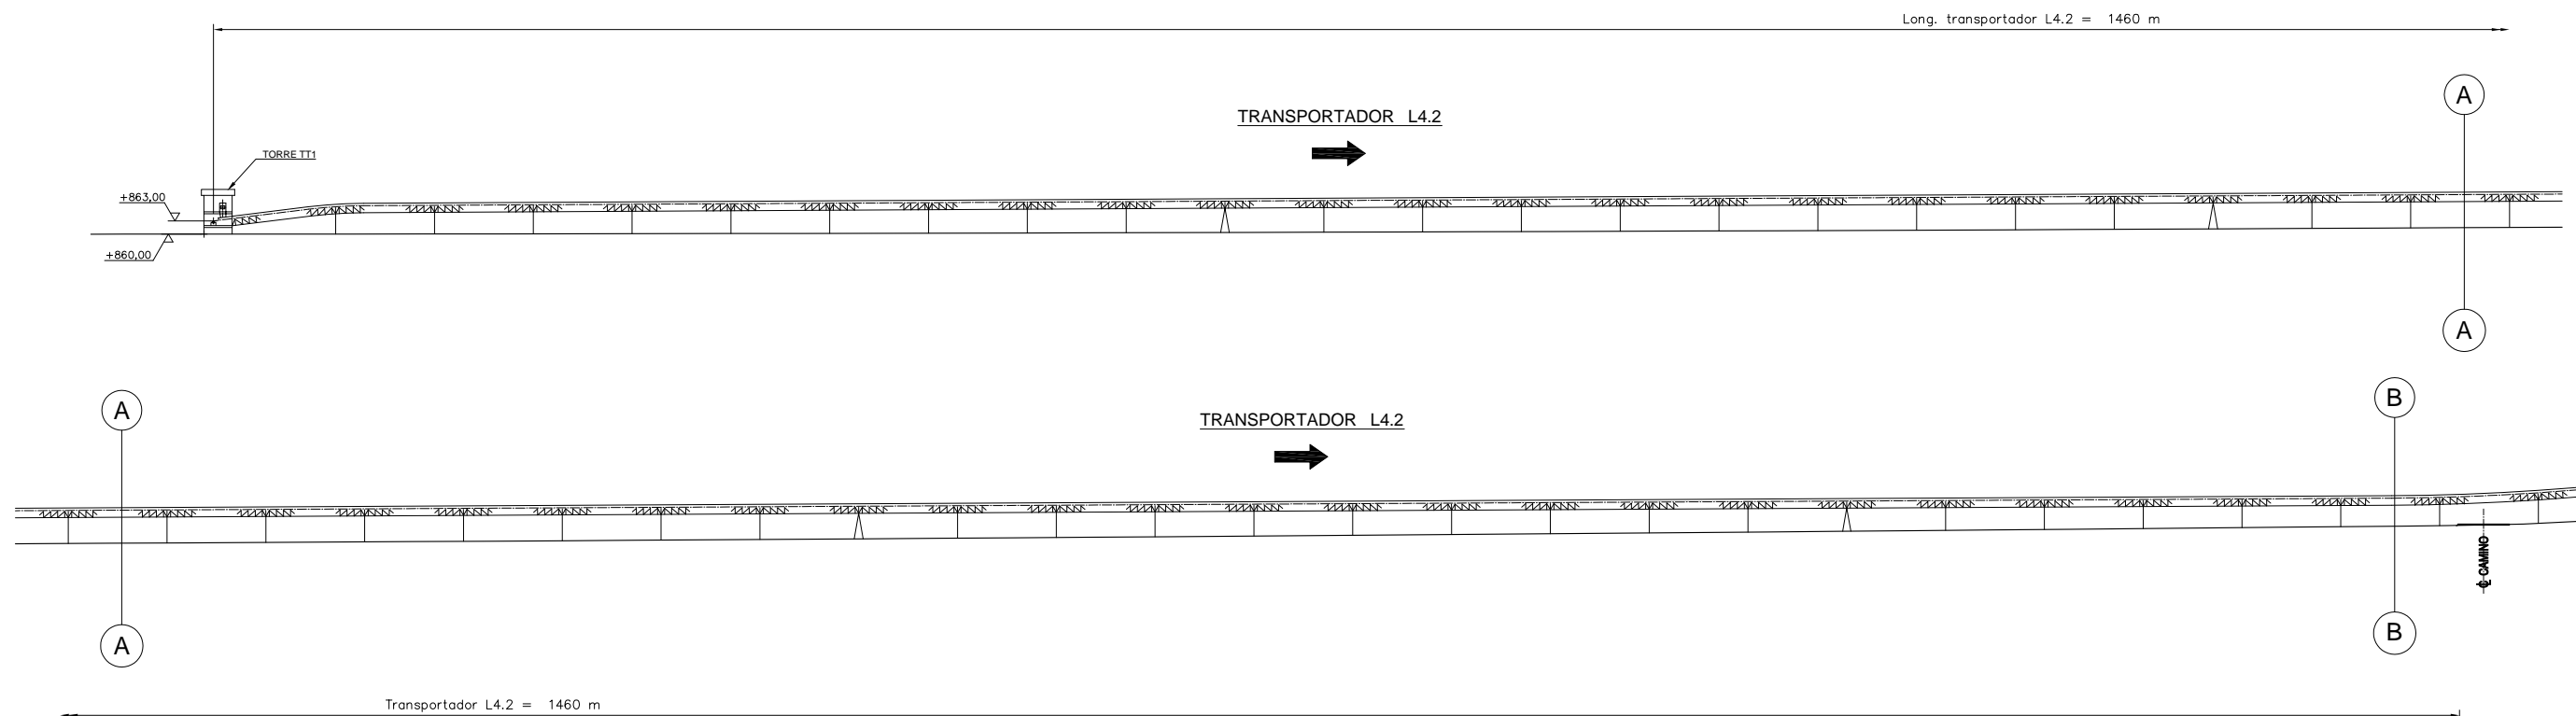 Long. transportador L4.2 = 1460 m
A
TRANSPORTADOR L4.2
TORRE TT1
+863,00
+860,00
A
A
B
TRANSPORTADOR L4.2
℄ CAMINO
A
B
Transportador L4.2 = 1460 m